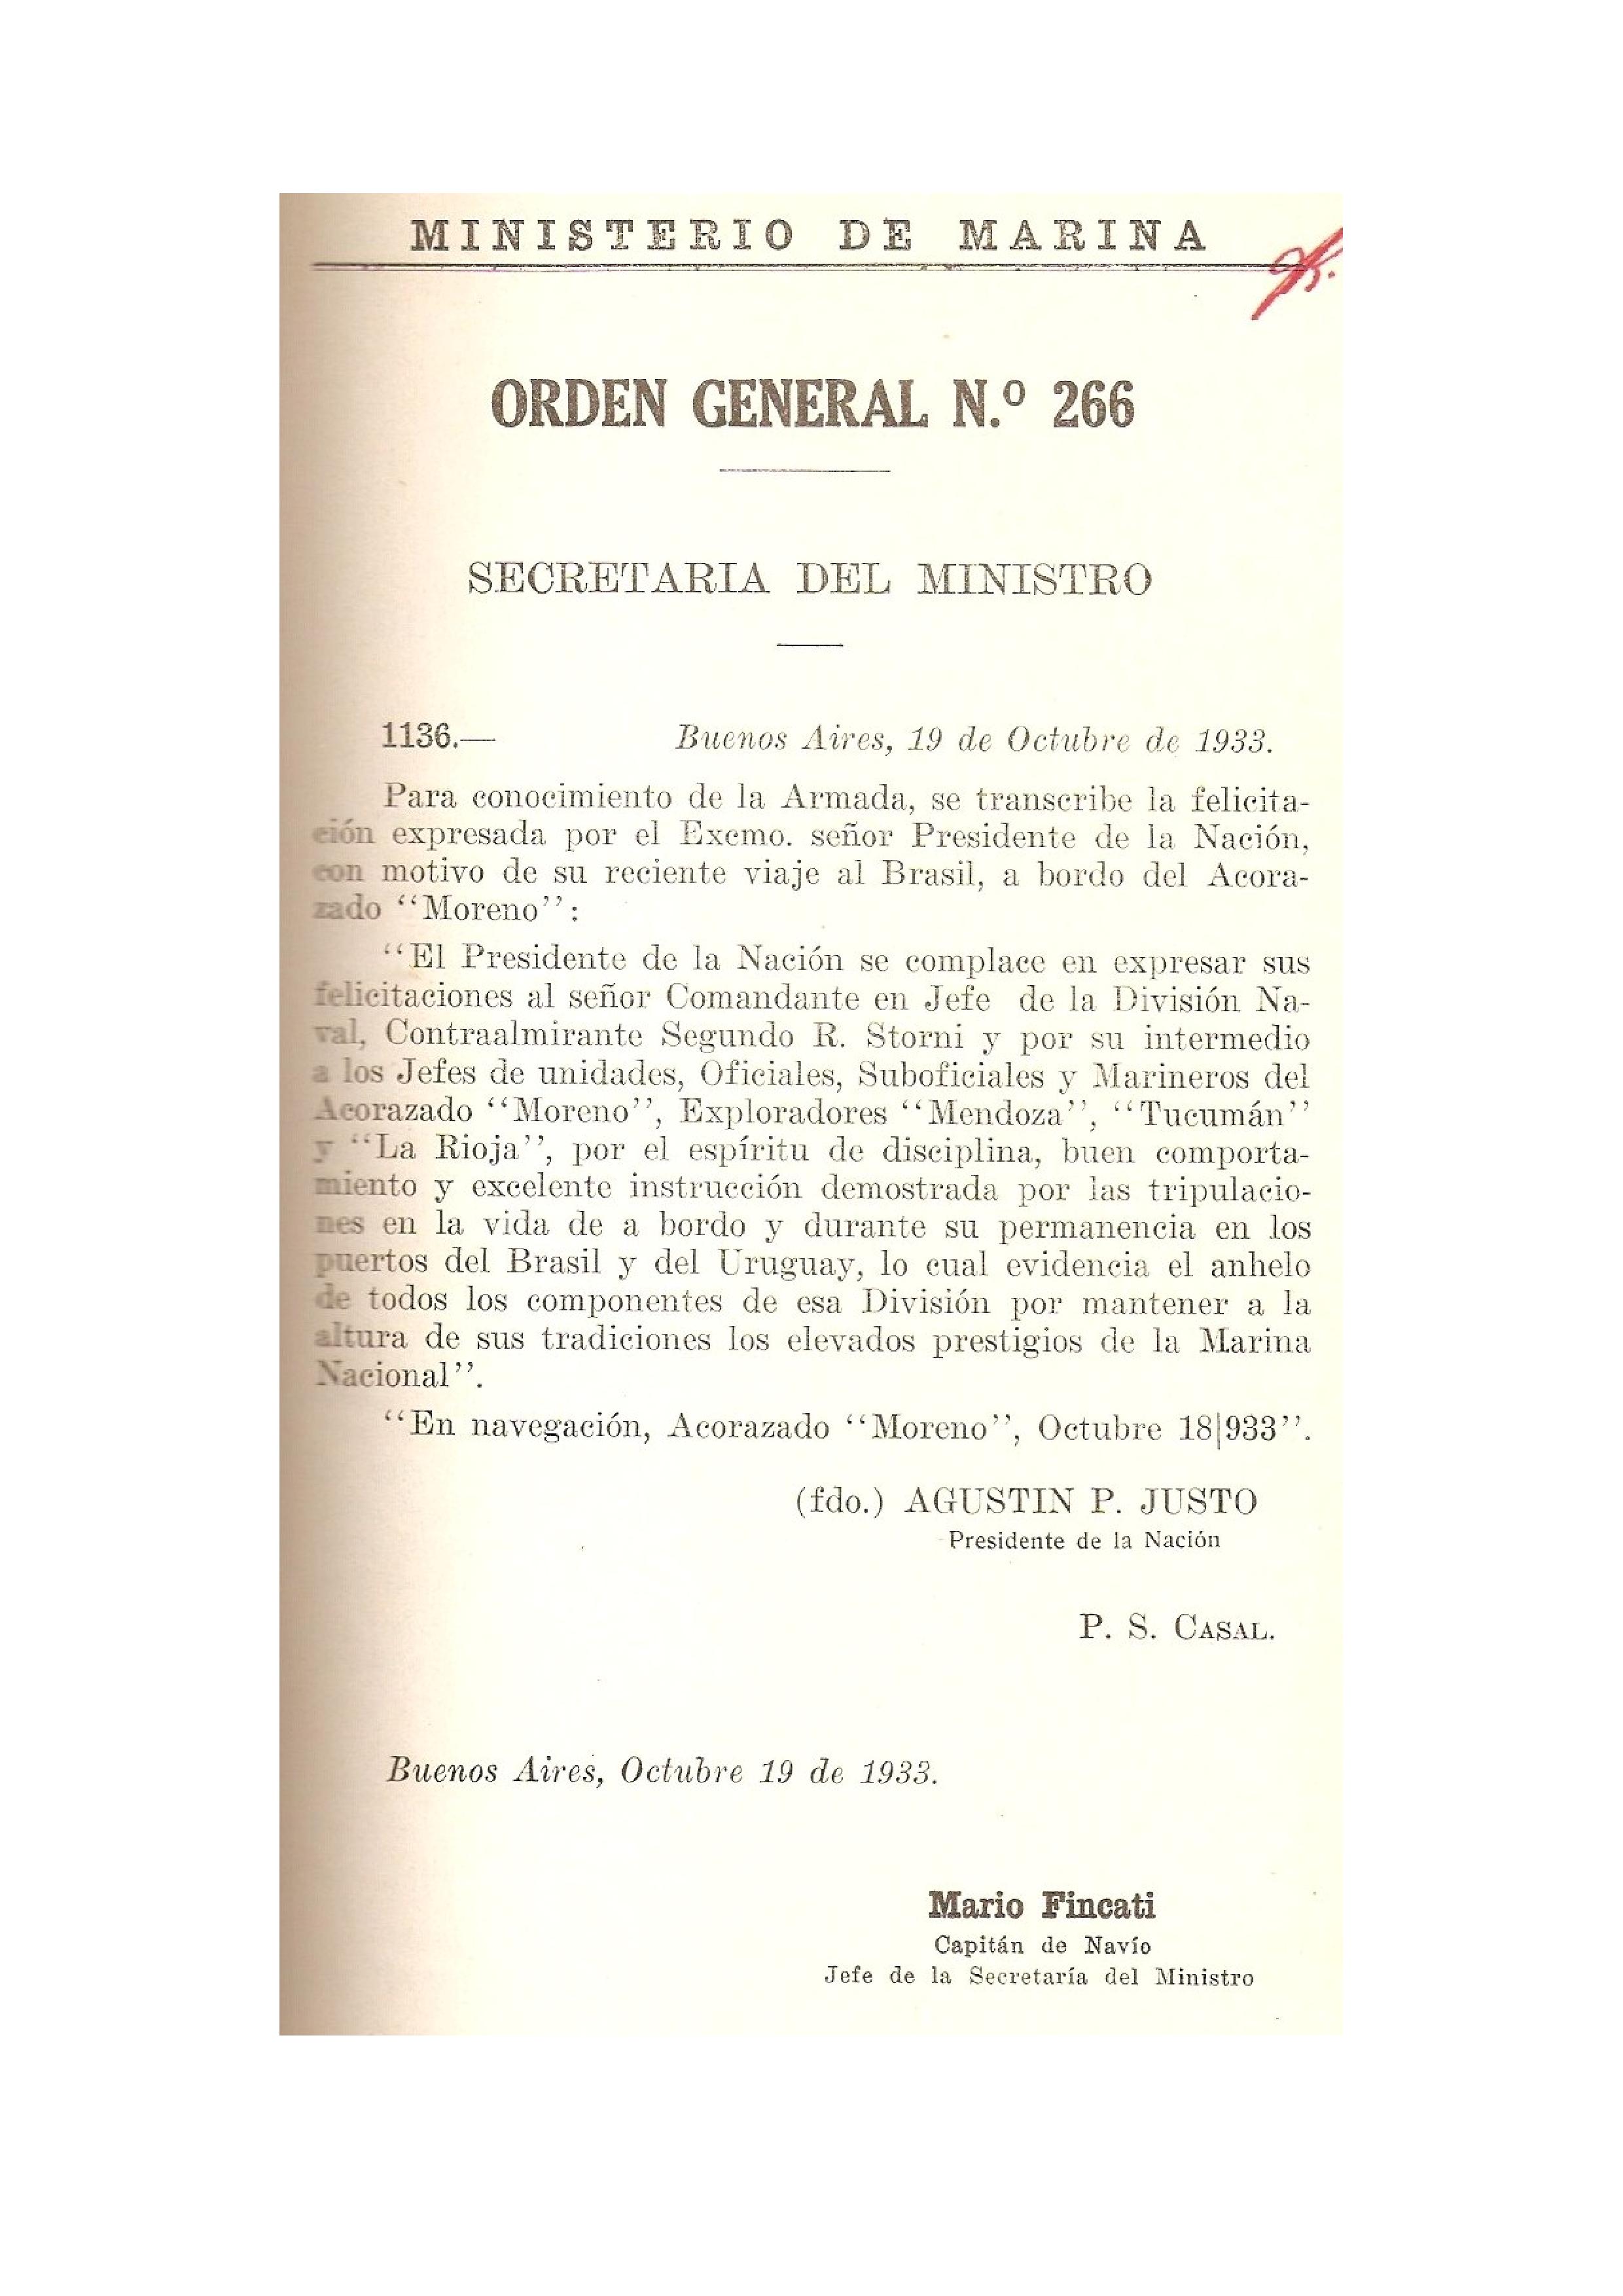 MINISTERIO DE MARINA
ORDEN GENERAL N.º 266
SECRETARIA DEL MINISTRO
1136.— Buenos Aires, 19 de Octubre de 1933.
Para conocimiento de la Armada, se transcribe la felicita-
ción expresada por el Excmo. señor Presidente de la Nación,
con motivo de su reciente viaje al Brasil, a bordo del Acora-
zado ‘‘Moreno’’:
‘‘El Presidente de la Nación se complace en expresar sus
felicitaciones al señor Comandante en Jefe de la División Na-
val, Contraalmirante Segundo R. Storni y por su intermedio
a los Jefes de unidades, Oficiales, Suboficiales y Marineros del
Acorazado ‘‘Moreno’’, Exploradores ‘‘Mendoza’’, ‘‘Tucumán’’
y ‘‘La Rioja’’, por el espíritu de disciplina, buen comporta-
miento y excelente instrucción demostrada por las tripulacio-
nes en la vida de a bordo y durante su permanencia en los
puertos del Brasil y del Uruguay, lo cual evidencia el anhelo
de todos los componentes de esa División por mantener a la
altura de sus tradiciones los elevados prestigios de la Marina
Nacional’’.
‘‘En navegación, Acorazado ‘‘Moreno’’, Octubre 18|933’’.
(fdo.) AGUSTIN P. JUSTO
Presidente de la Nación
P. S. CASAL.
Buenos Aires, Octubre 19 de 1933.
Mario Fincati
Capitán de Navío
Jefe de la Secretaría del Ministro